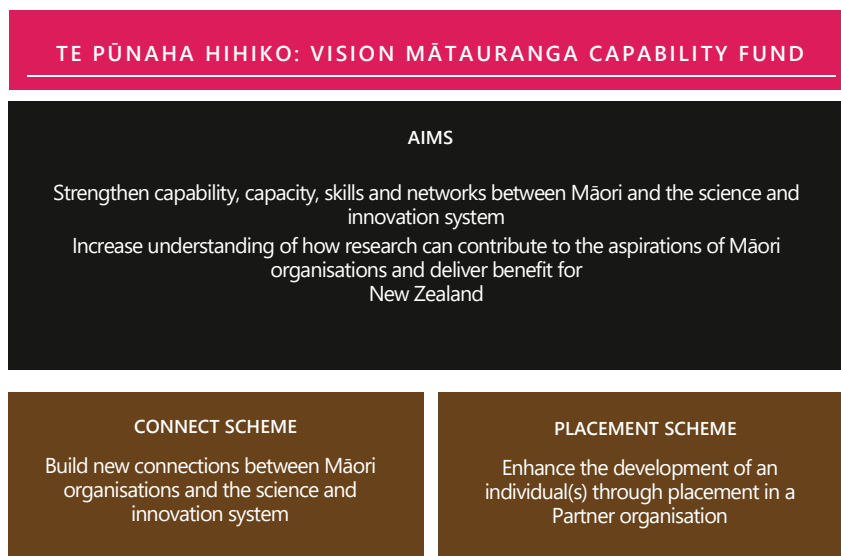 TE PŪNAHA HIHIKO: VISION MĀTAURANGA CAPABILITY FUND
AIMS
Strengthen capability, capacity, skills and networks between Māori and the science and
innovation system
Increase understanding of how research can contribute to the aspirations of Māori
organisations and deliver benefit for
New Zealand
CONNECT SCHEME
Build new connections between Māori
organisations and the science and
innovation system
PLACEMENT SCHEME
Enhance the development of an
individual(s) through placement in a
Partner organisation